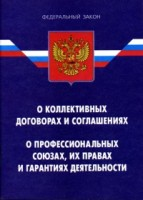 ФЕДЕРАЛЬНЫЙ ЗАКОН
О КОЛЛЕКТИВНЫХ
ДОГОВОРАХ И СОГЛАШЕНИЯХ
О ПРОФЕССИОНАЛЬНЫХ
СОЮЗАХ, ИХ ПРАВАХ
И ГАРАНТИЯХ ДЕЯТЕЛЬНОСТИ